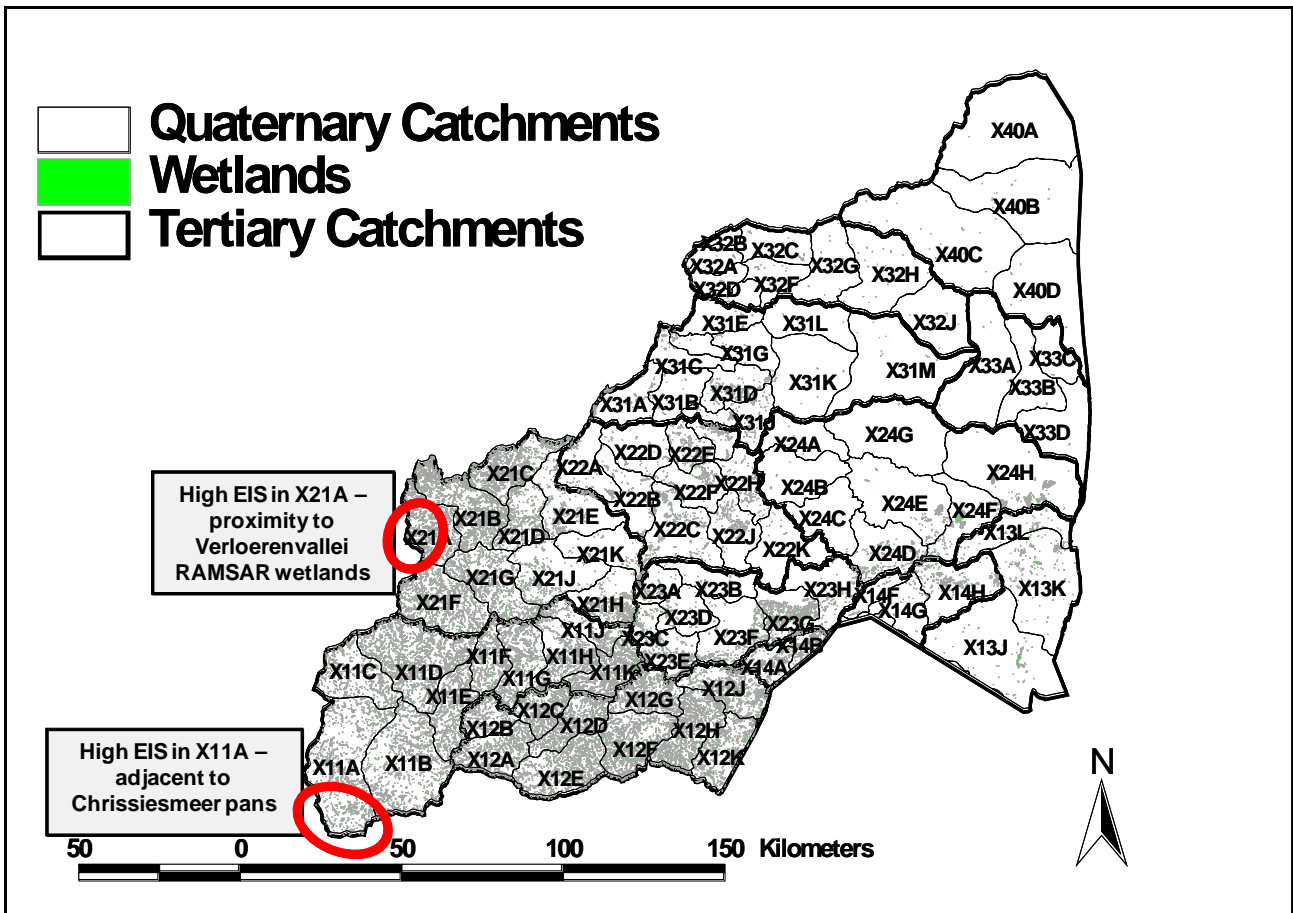 Quaternary Catchments
Wetlands
Tertiary Catchments
X40A
X40B
X40C
X40D
X32B
X32C
X32A
X32G
X32H
X32D
X32F
X32J
X31E
X31L
X31G
X31C
X31M
X31K
X31D
X31A
X31B
X31J
X33A
X33C
X33B
X33D
X24A
X24G
X24H
X24B
X24E
X24F
X24C
X24D
X22D
X22E
X22A
X22H
X22F
X22B
X22C
X22J
X22K
X21C
X21B
X21E
X21D
X21K
X21G
X21J
X21F
X21H
High EIS in X21A –
proximity to
Verloerenvallei
RAMSAR wetlands
X13L
X13K
X13J
X14F
X14H
X14G
X23A
X23B
X23H
X23D
X23G
X23F
X23C
X23E
X14B
X14A
X11J
X11F
X11H
X11C
X11D
X11G
X11K
X11E
X12J
X12G
X12C
X12D
X12B
X12H
X12F
X12A
X12K
X12E
X11A
X11B
High EIS in X11A –
adjacent to
Chrissiesmeer pans
N
50 0 50 100 150 Kilometers